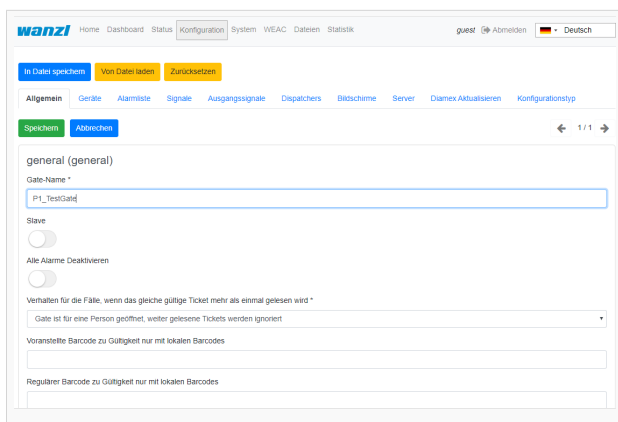 wanzl Home Dashboard Status Konfiguration System WEAC Dateien Statistik guest Abmelden Deutsch
In Datei speichern Von Datei laden Zurücksetzen
Allgemein Geräte Alarmliste Signale Ausgangssignale Dispatchers Bildschirme Server Diamex Aktualisieren Konfigurationstyp
Speichern Abbrechen 1 / 1
general (general)
Gate-Name *
P1_TestGate
Slave
Alle Alarme Deaktivieren
Verhalten für die Fälle, wenn das gleiche gültige Ticket mehr als einmal gelesen wird *
Gate ist für eine Person geöffnet, weiter gelesene Tickets werden ignoriert
Voranstellte Barcode zu Gültigkeit nur mit lokalen Barcodes
Regulärer Barcode zu Gültigkeit nur mit lokalen Barcodes